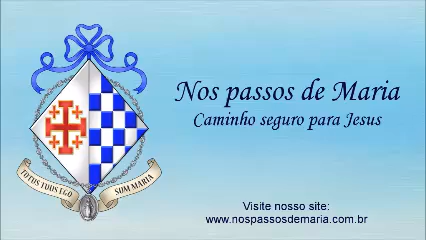 Nos passos de Maria
Caminho seguro para Jesus
TOTUS TUUS EGO
SUM MARIA
Visite nosso site:
www.nospassosdemaria.com.br